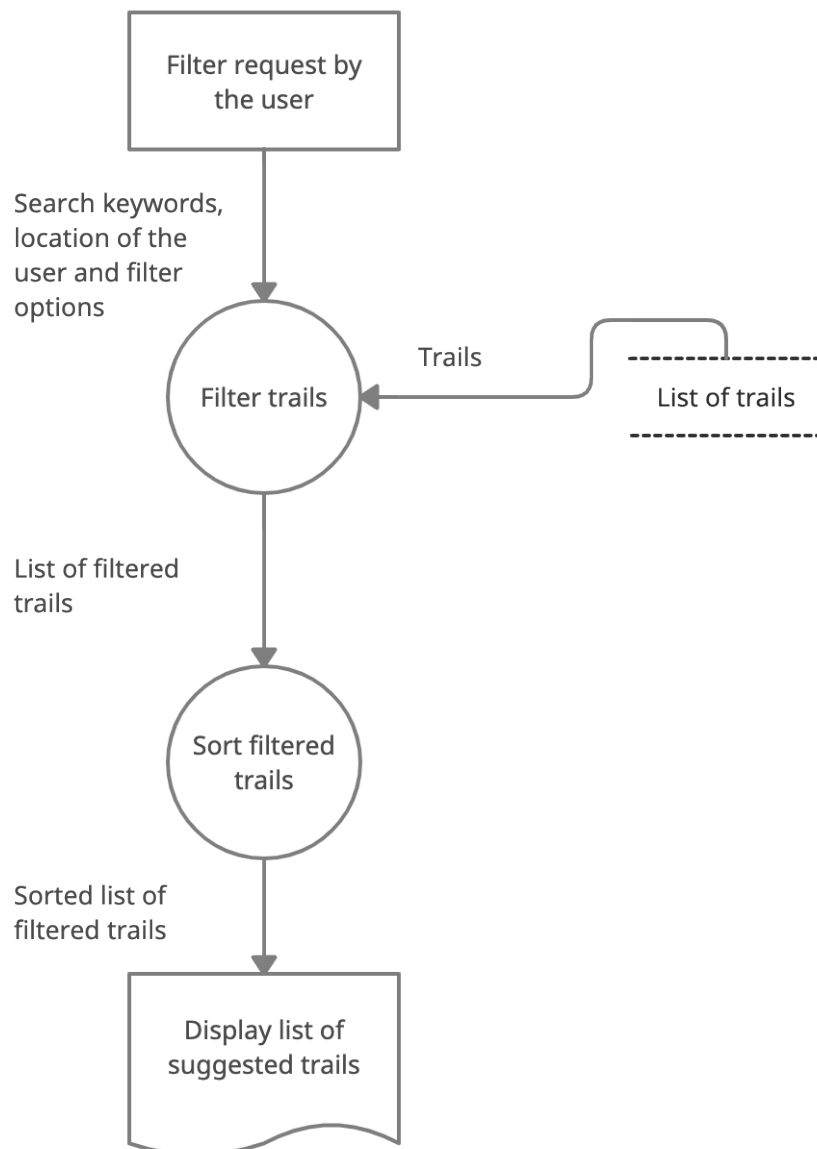 Filter request by
the user
Search keywords,
location of the
user and filter
options
Trails
Filter trails
List of trails
List of filtered
trails
Sort filtered
trails
Sorted list of
filtered trails
Display list of
suggested trails